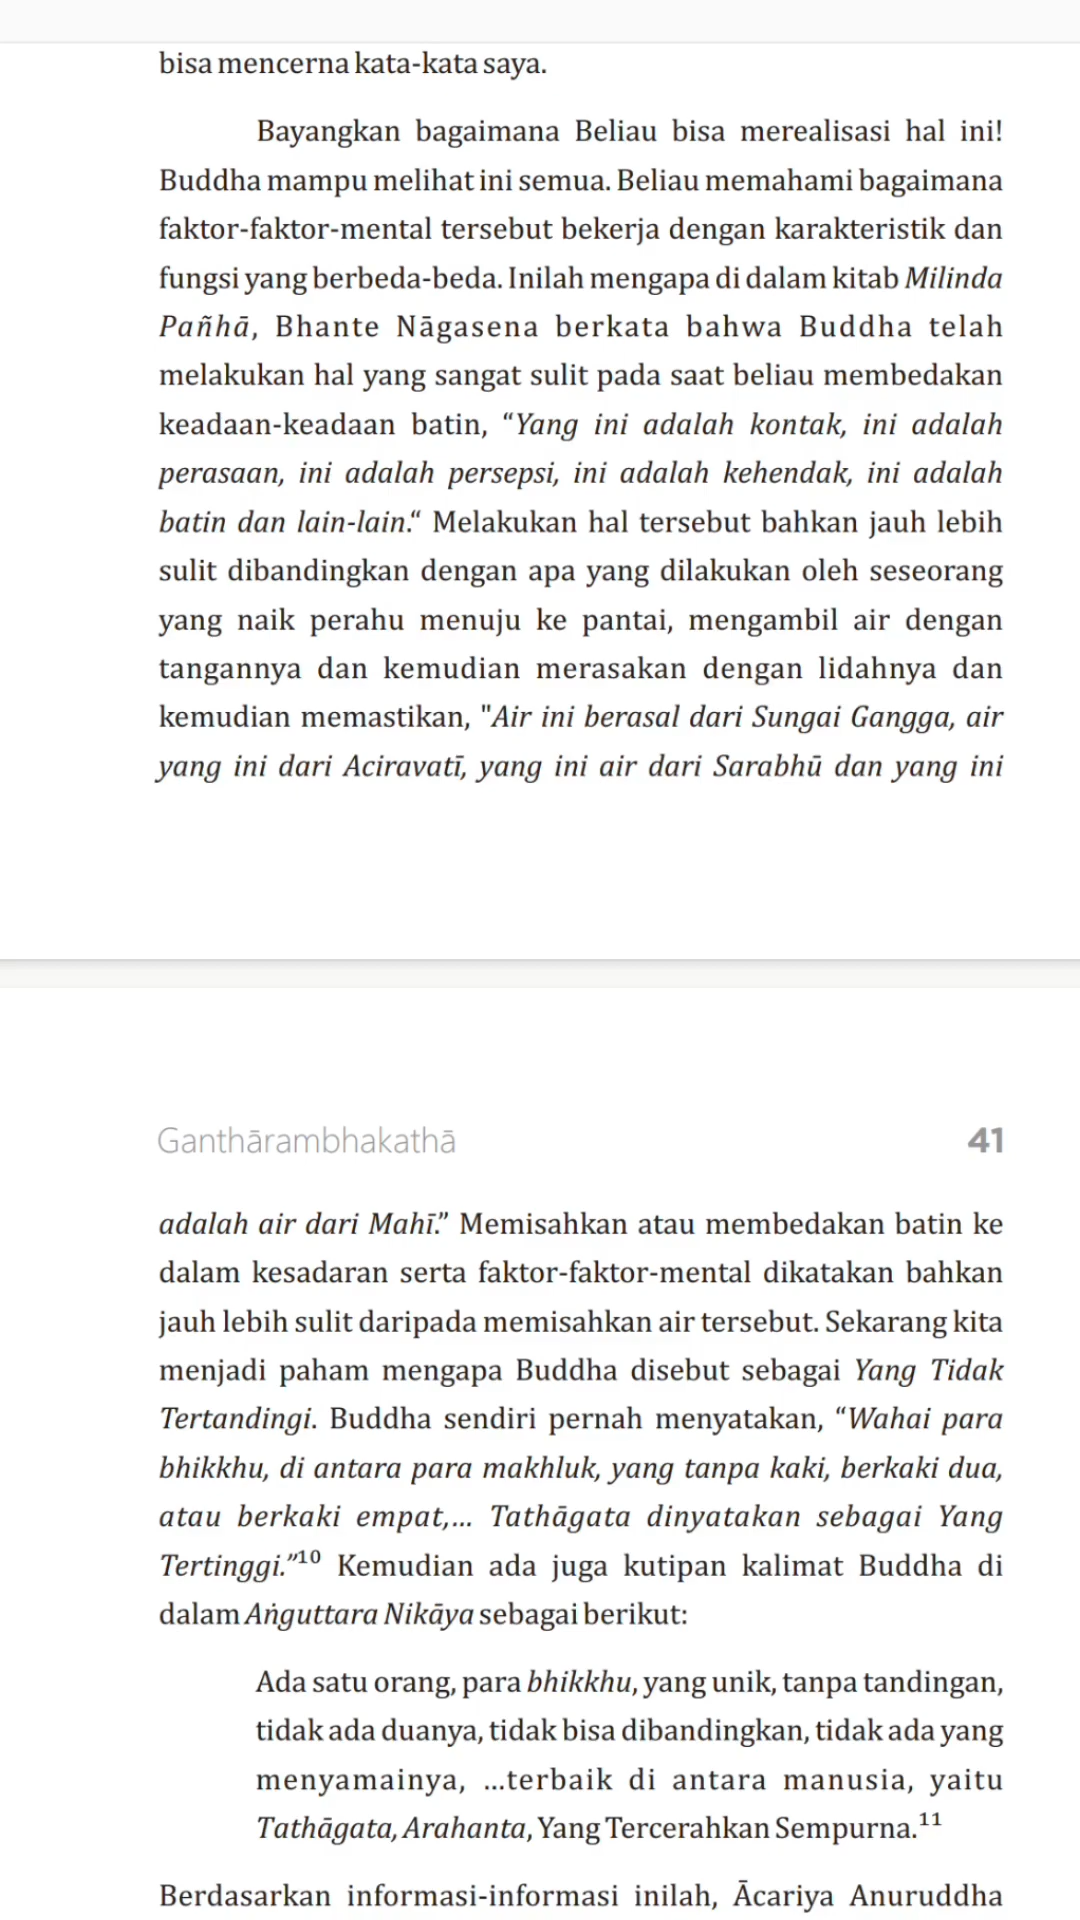 bisa mencerna kata-kata saya.
Bayangkan bagaimana Beliau bisa merealisasi hal ini!
Buddha mampu melihat ini semua. Beliau memahami bagaimana
faktor-faktor-mental tersebut bekerja dengan karakteristik dan
fungsi yang berbeda-beda. Inilah mengapa di dalam kitab Milinda
Pañhā, Bhante Nāgasena berkata bahwa Buddha telah
melakukan hal yang sangat sulit pada saat beliau membedakan
keadaan-keadaan batin, “Yang ini adalah kontak, ini adalah
perasaan, ini adalah persepsi, ini adalah kehendak, ini adalah
batin dan lain-lain.“ Melakukan hal tersebut bahkan jauh lebih
sulit dibandingkan dengan apa yang dilakukan oleh seseorang
yang naik perahu menuju ke pantai, mengambil air dengan
tangannya dan kemudian merasakan dengan lidahnya dan
kemudian memastikan, "Air ini berasal dari Sungai Gangga, air
yang ini dari Aciravatī, yang ini air dari Sarabhū dan yang ini
Ganthārambhakathā 41
adalah air dari Mahī.” Memisahkan atau membedakan batin ke
dalam kesadaran serta faktor-faktor-mental dikatakan bahkan
jauh lebih sulit daripada memisahkan air tersebut. Sekarang kita
menjadi paham mengapa Buddha disebut sebagai Yang Tidak
Tertandingi. Buddha sendiri pernah menyatakan, “Wahai para
bhikkhu, di antara para makhluk, yang tanpa kaki, berkaki dua,
atau berkaki empat,... Tathāgata dinyatakan sebagai Yang
Tertinggi.”¹⁰ Kemudian ada juga kutipan kalimat Buddha di
dalam Aṅguttara Nikāya sebagai berikut:
Ada satu orang, para bhikkhu, yang unik, tanpa tandingan,
tidak ada duanya, tidak bisa dibandingkan, tidak ada yang
menyamainya, ...terbaik di antara manusia, yaitu
Tathāgata, Arahanta, Yang Tercerahkan Sempurna.¹¹
Berdasarkan informasi-informasi inilah, Ācariya Anuruddha